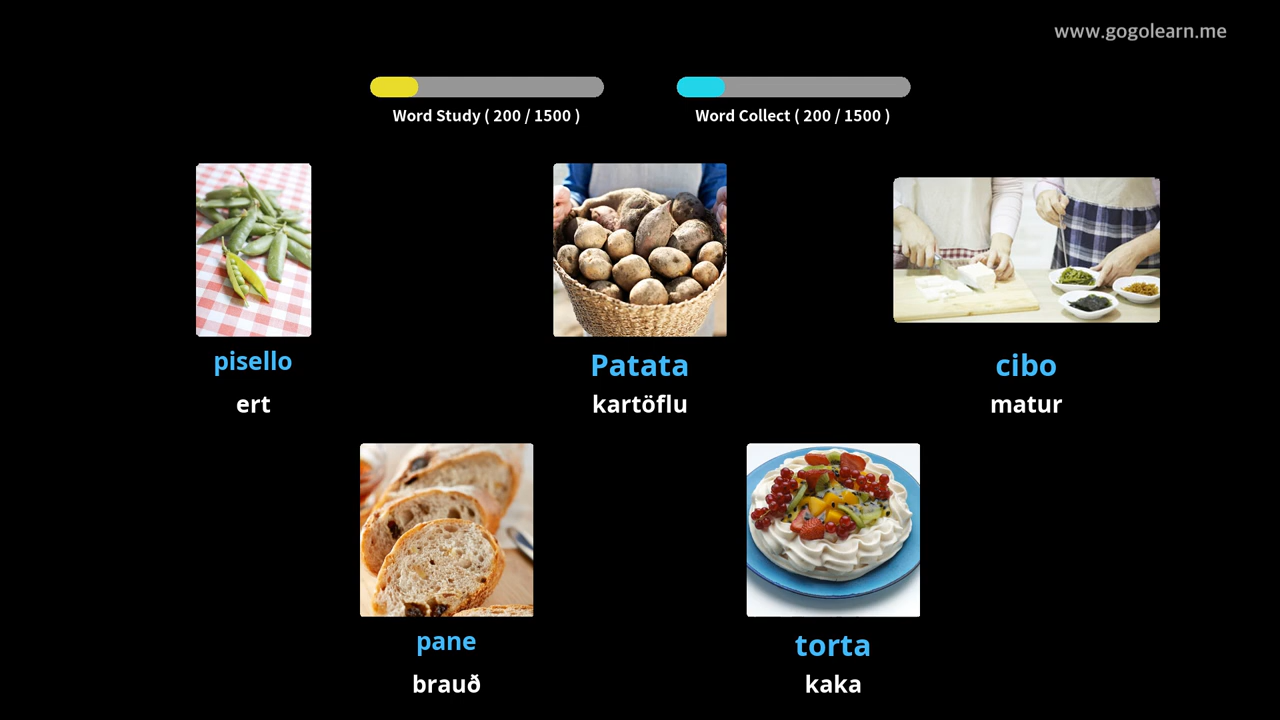 www.gogolearn.me
Word Study ( 200 / 1500 )
Word Collect ( 200 / 1500 )
pisello
Patata
cibo
ert
kartöflu
matur
pane
torta
brauð
kaka